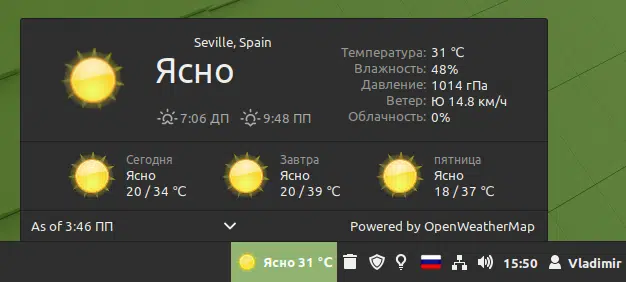 Seville, Spain
Ясно
7:06 ДП 9:48 ПП
Температура: 31 °C
Влажность: 48%
Давление: 1014 гПа
Ветер: Ю 14.8 км/ч
Облачность: 0%
Сегодня
Ясно
20 / 34 °C
Завтра
Ясно
20 / 39 °C
пятница
Ясно
18 / 37 °C
As of 3:46 ПП
Powered by OpenWeatherMap
Ясно 31 °C 15:50 Vladimir